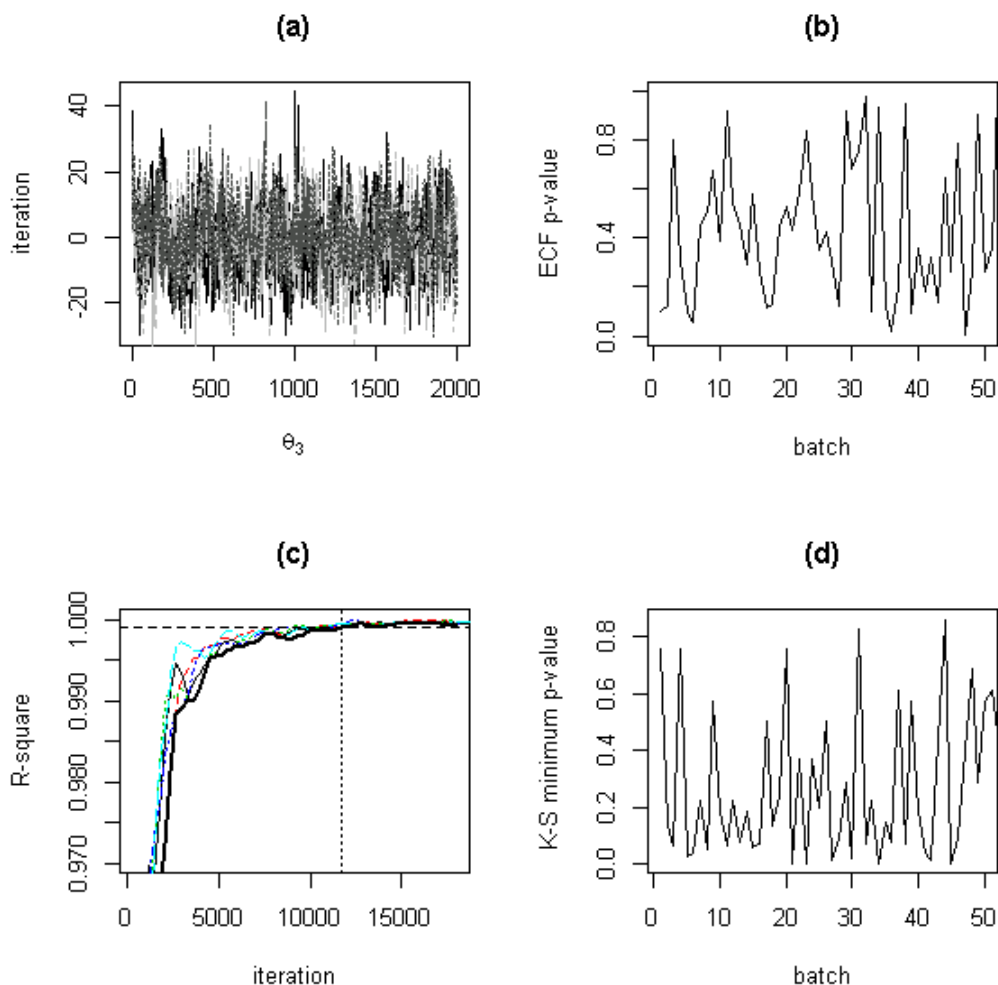 (a)
iteration
40
20
0
-20
0 500 1000 1500 2000
θ3
(b)
ECF p-value
0.8
0.4
0.0
0 10 20 30 40 50
batch
(c)
R-square
1.000
0.990
0.980
0.970
0 5000 10000 15000
iteration
(d)
K-S minimum p-value
0.8
0.6
0.4
0.2
0.0
0 10 20 30 40 50
batch